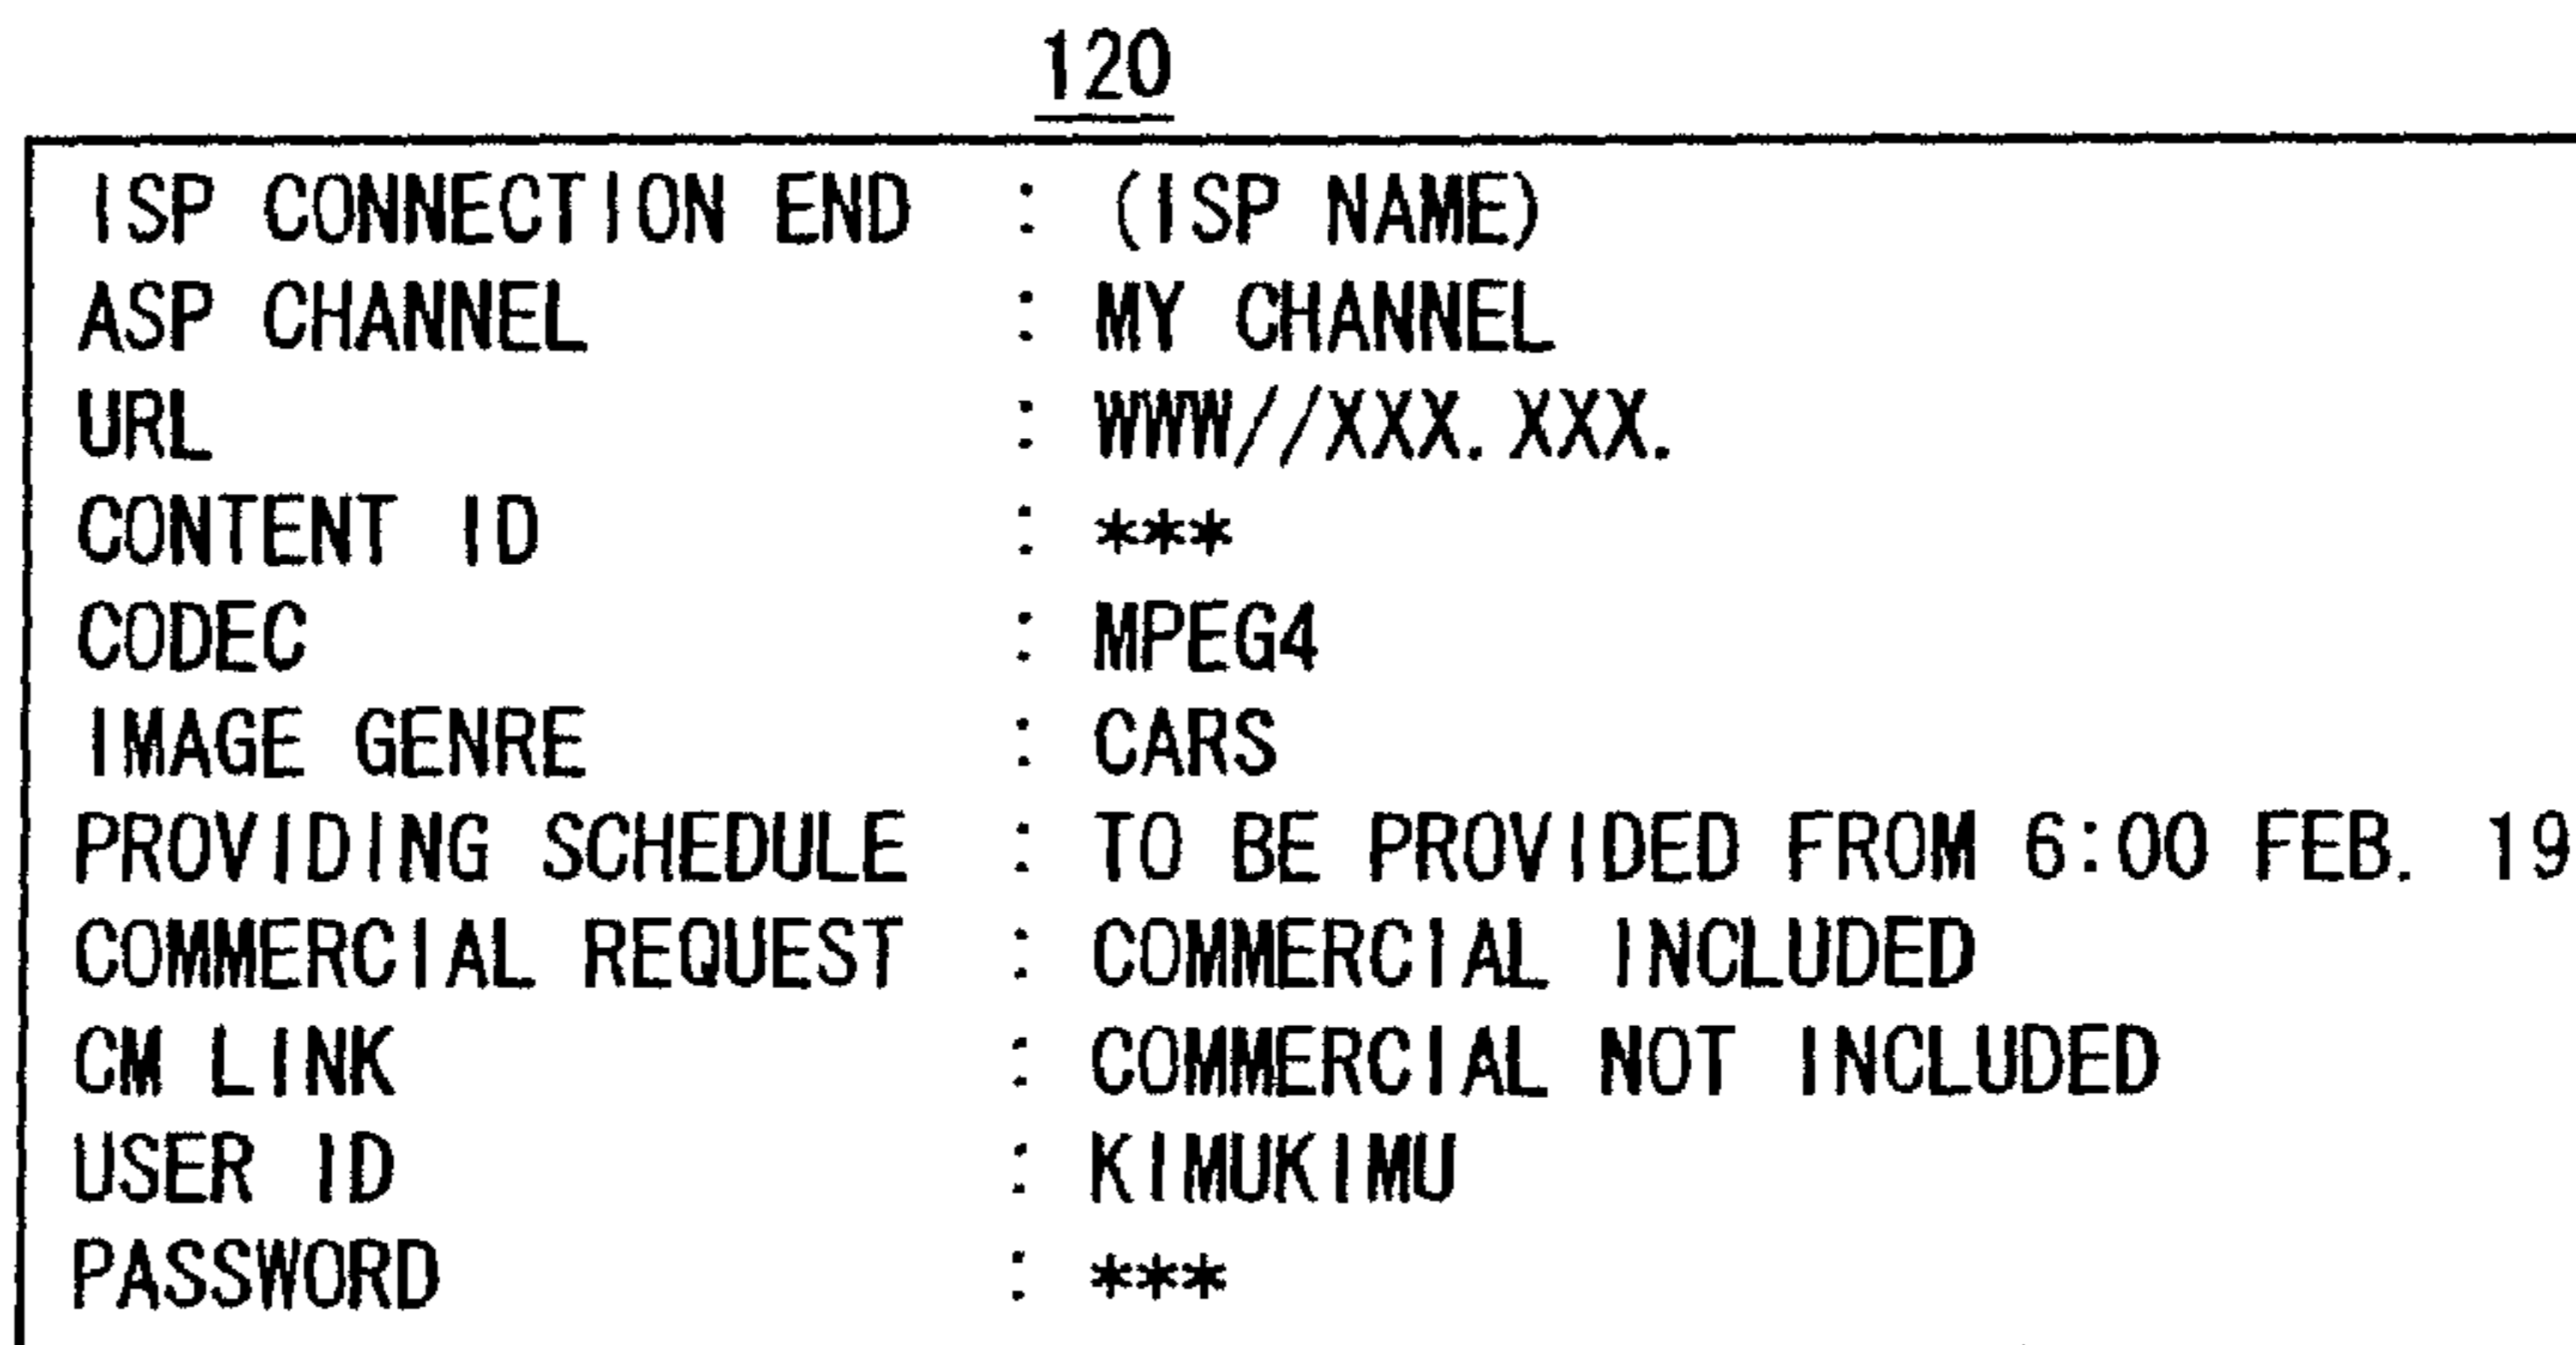 120
ISP CONNECTION END : (ISP NAME)
ASP CHANNEL : MY CHANNEL
URL : WWW//XXX.XXX.
CONTENT ID : ***
CODEC : MPEG4
IMAGE GENRE : CARS
PROVIDING SCHEDULE : TO BE PROVIDED FROM 6:00 FEB. 19
COMMERCIAL REQUEST : COMMERCIAL INCLUDED
CM LINK : COMMERCIAL NOT INCLUDED
USER ID : KIMUKIMU
PASSWORD : ***